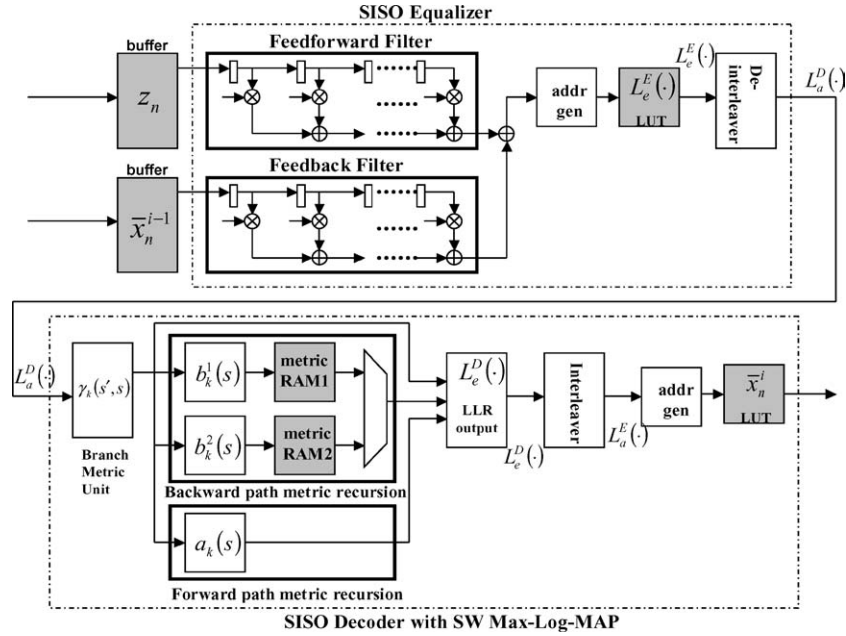 SISO Equalizer
buffer
z_n
Feedforward Filter
addr
gen
L_e^E(·)
LUT
L_e^E(·)
De-
interleaver
L_a^D(·)
buffer
x̄_n^{i-1}
Feedback Filter
L_a^D(·)
γ_k(s′,s)
Branch
Metric
Unit
b_k^1(s)
metric
RAM1
b_k^2(s)
metric
RAM2
Backward path metric recursion
a_k(s)
Forward path metric recursion
L_e^D(·)
LLR
output
L_e^D(·)
Interleaver
L_a^E(·)
addr
gen
x̄_n^i
LUT
SISO Decoder with SW Max-Log-MAP